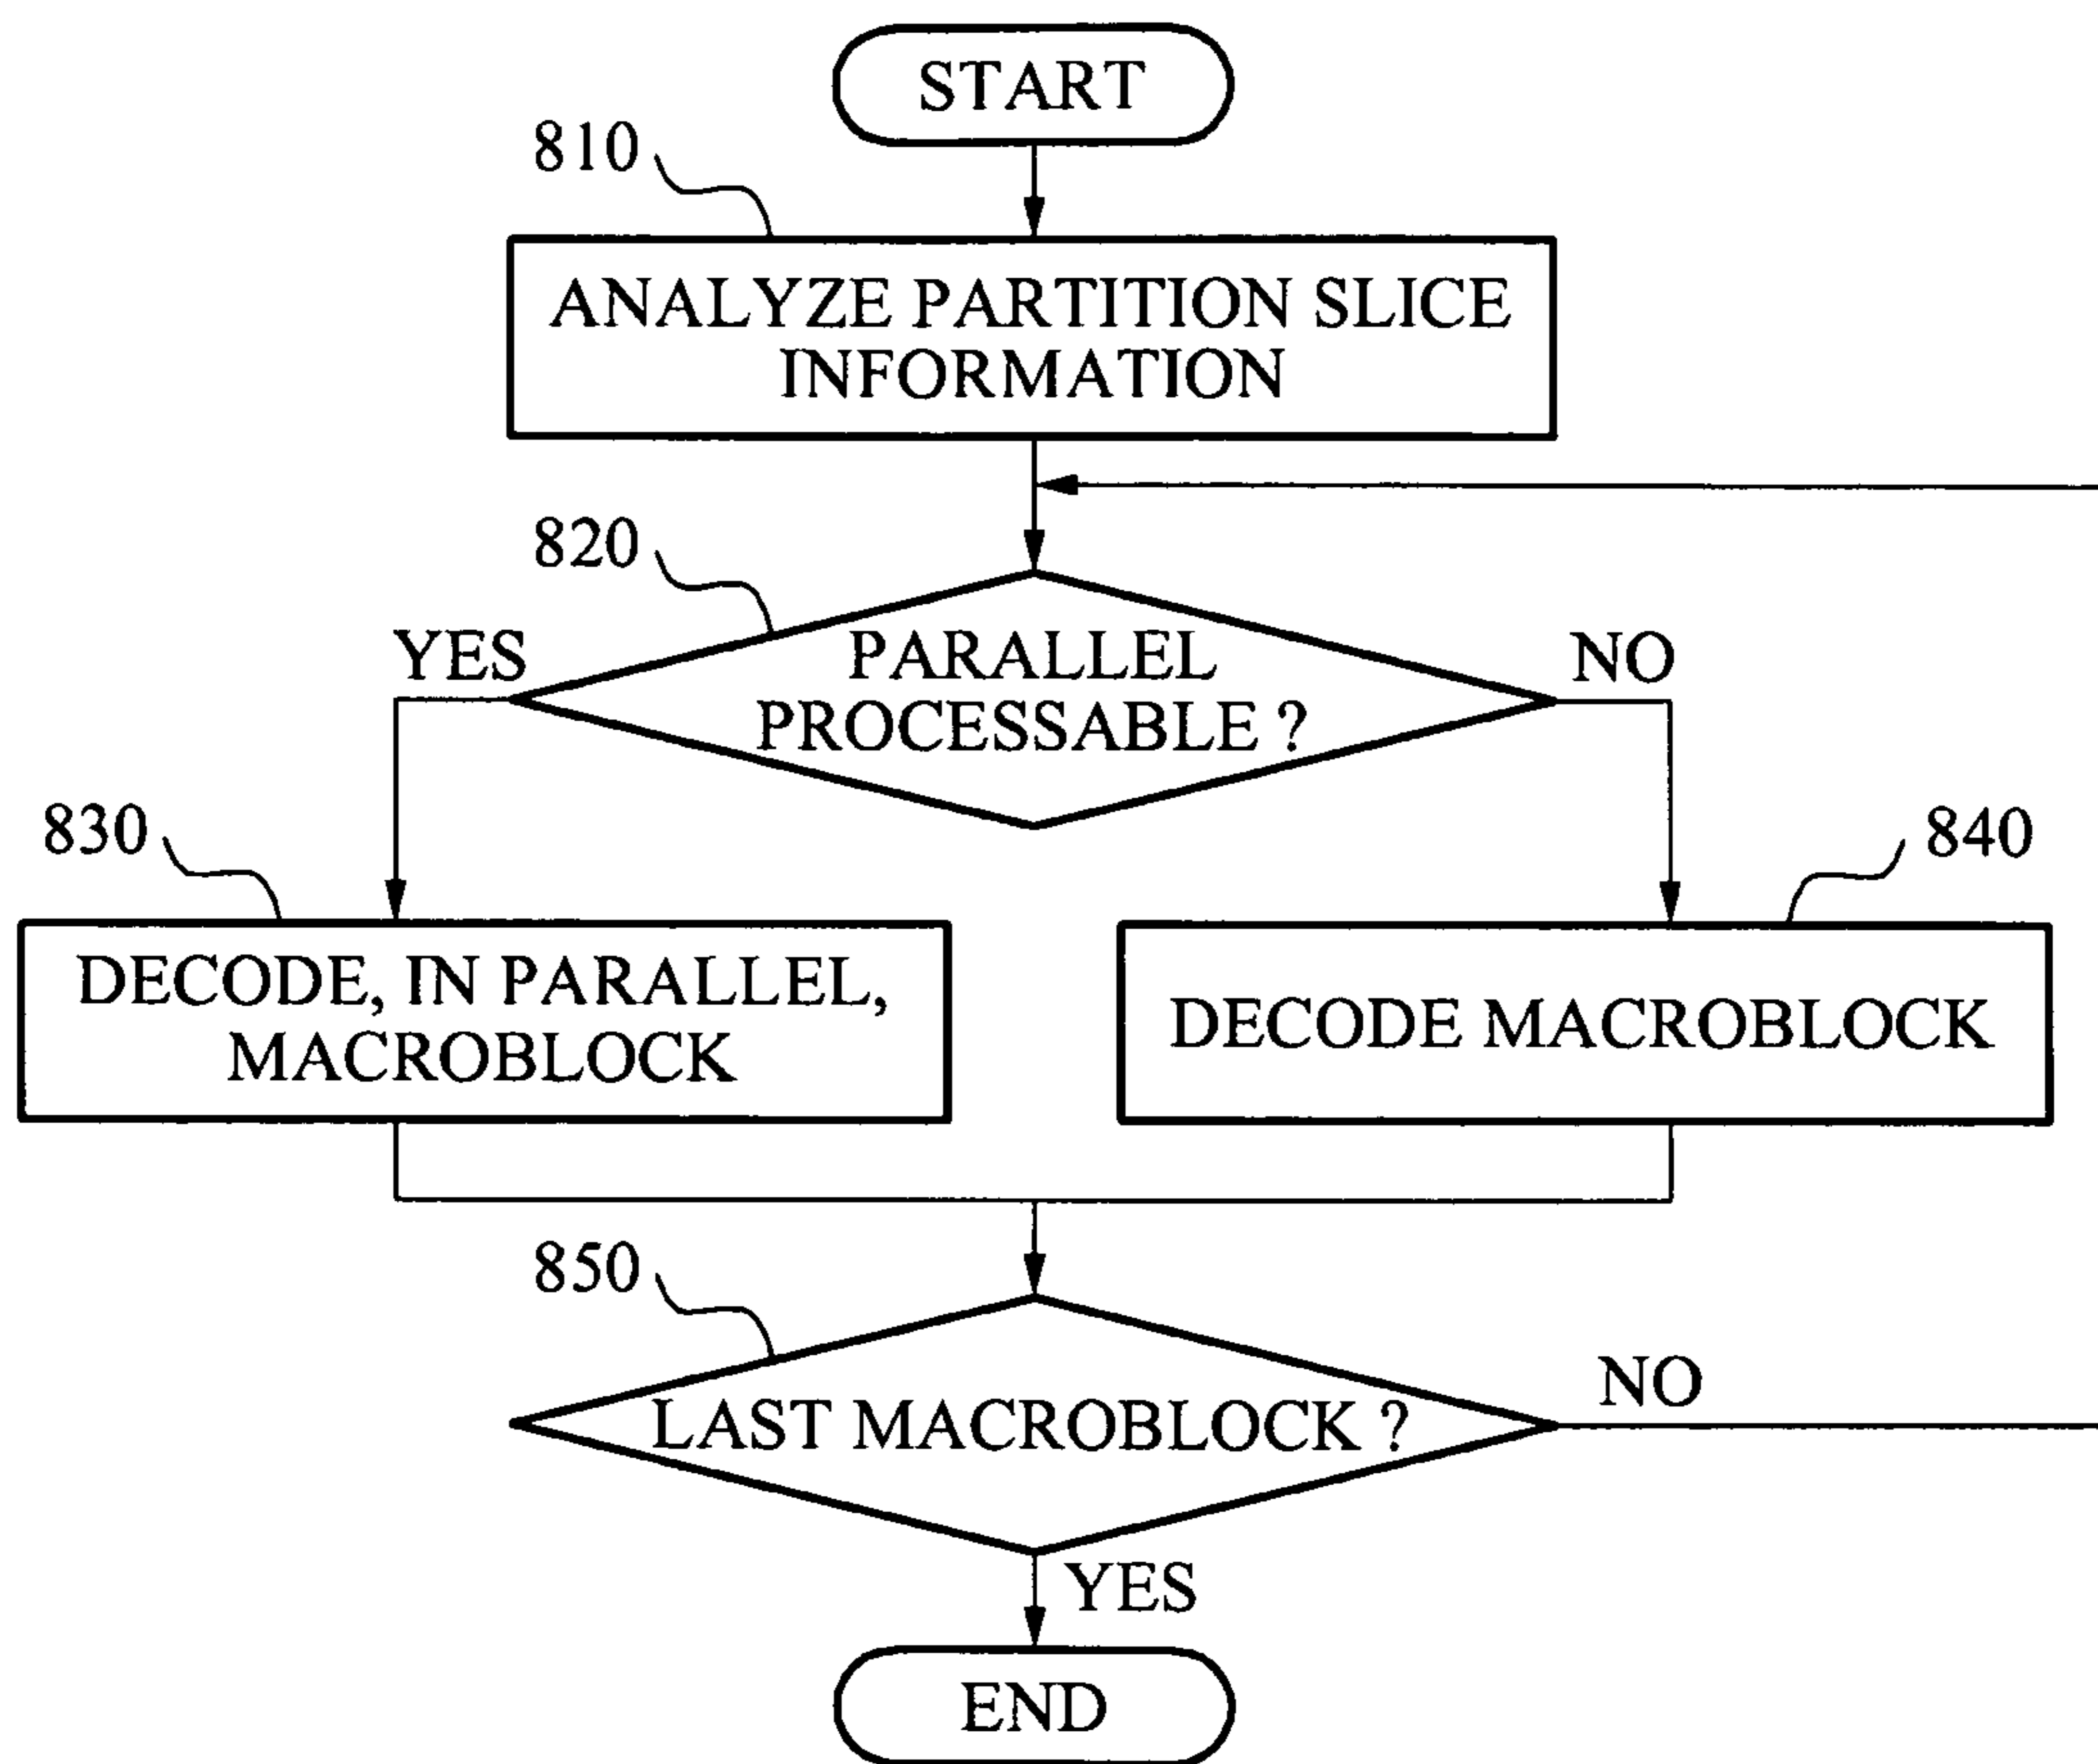 START
810
ANALYZE PARTITION SLICE
INFORMATION
820
YES
PARALLEL
PROCESSABLE ?
NO
830
840
DECODE, IN PARALLEL,
MACROBLOCK
DECODE MACROBLOCK
850
LAST MACROBLOCK ?
NO
YES
END